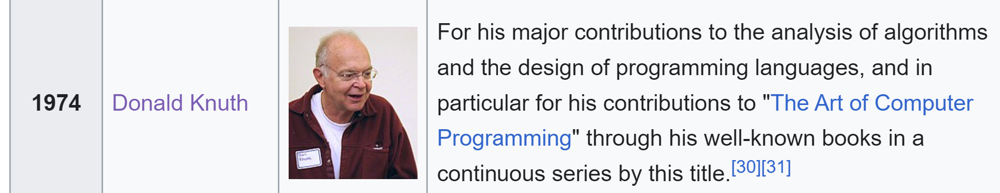 1974
Donald Knuth
Don
Knuth
For his major contributions to the analysis of algorithms
and the design of programming languages, and in
particular for his contributions to "The Art of Computer
Programming" through his well-known books in a
continuous series by this title.[30][31]